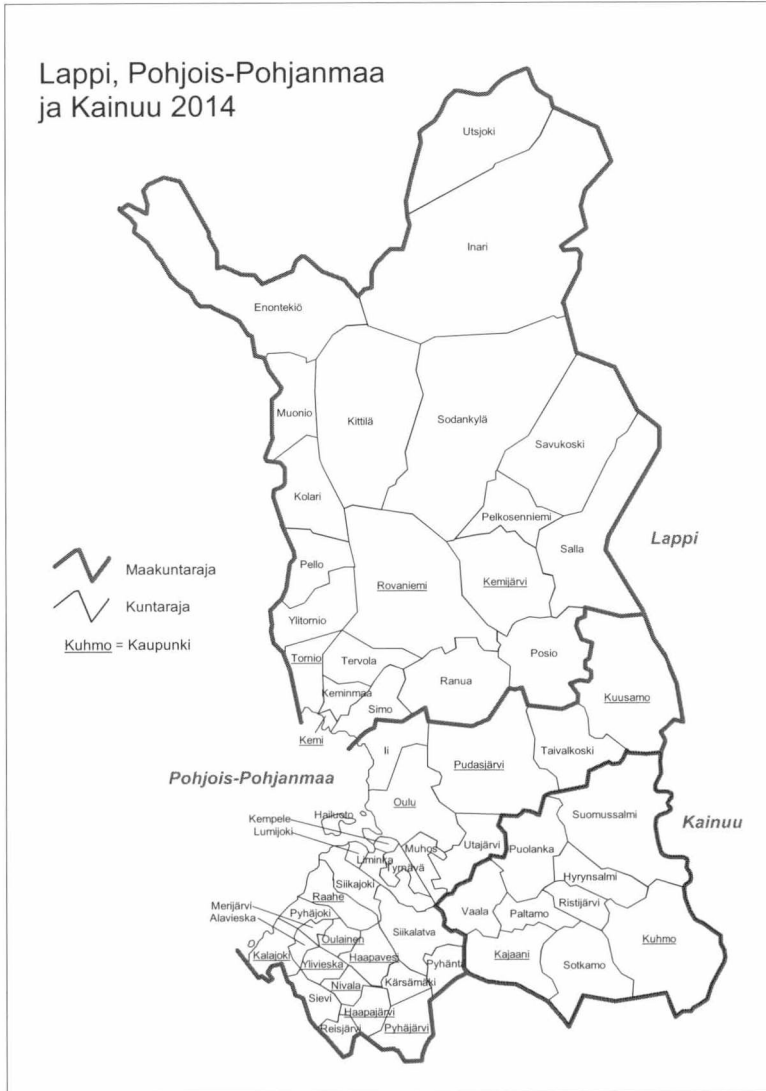 Lappi, Pohjois-Pohjanmaa
ja Kainuu 2014
Utsjoki
Inari
Enontekiö
Muonio
Kittilä
Sodankylä
Savukoski
Kolari
Pelkosenniemi
Salla
Lappi
Pello
Rovaniemi
Kemijärvi
Maakuntaraja
Kuntaraja
Kuhmo = Kaupunki
Ylitornio
Tornio
Tervola
Posio
Ranua
Keminmaa
Simo
Kuusamo
Kemi
Ii
Pudasjärvi
Taivalkoski
Pohjois-Pohjanmaa
Oulu
Hailuoto
Suomussalmi
Kainuu
Kempele
Lumijoki
Liminka
Tyrnävä
Muhos
Utajärvi
Puolanka
Hyrynsalmi
Siikajoki
Raahe
Merijärvi
Alavieska
Pyhäjoki
Vaala
Paltamo
Ristijärvi
Siikalatva
Oulainen
Kuhmo
Kalajoki
Ylivieska
Haapavesi
Pyhäntä
Kajaani
Sotkamo
Nivala
Kärsämäki
Sievi
Haapajärvi
Reisjärvi
Pyhäjärvi